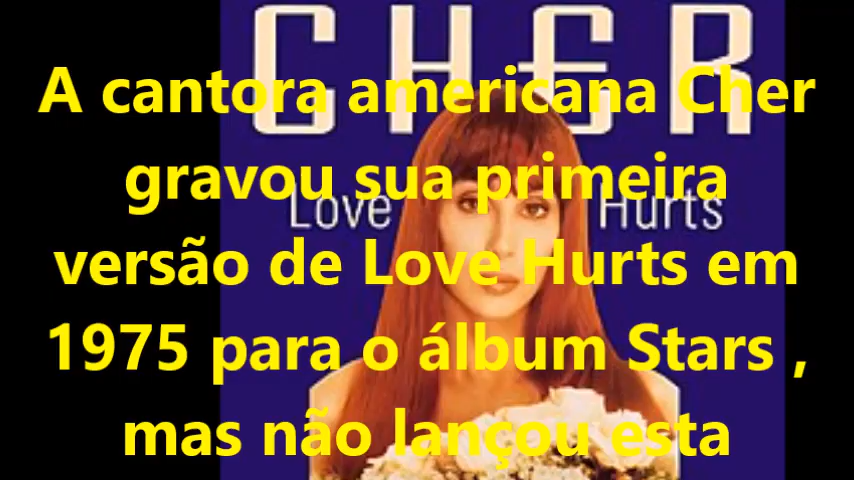 CHER
A cantora americana Cher
gravou sua primeira
Love Hurts
versão de Love Hurts em
1975 para o álbum Stars ,
mas não lançou esta